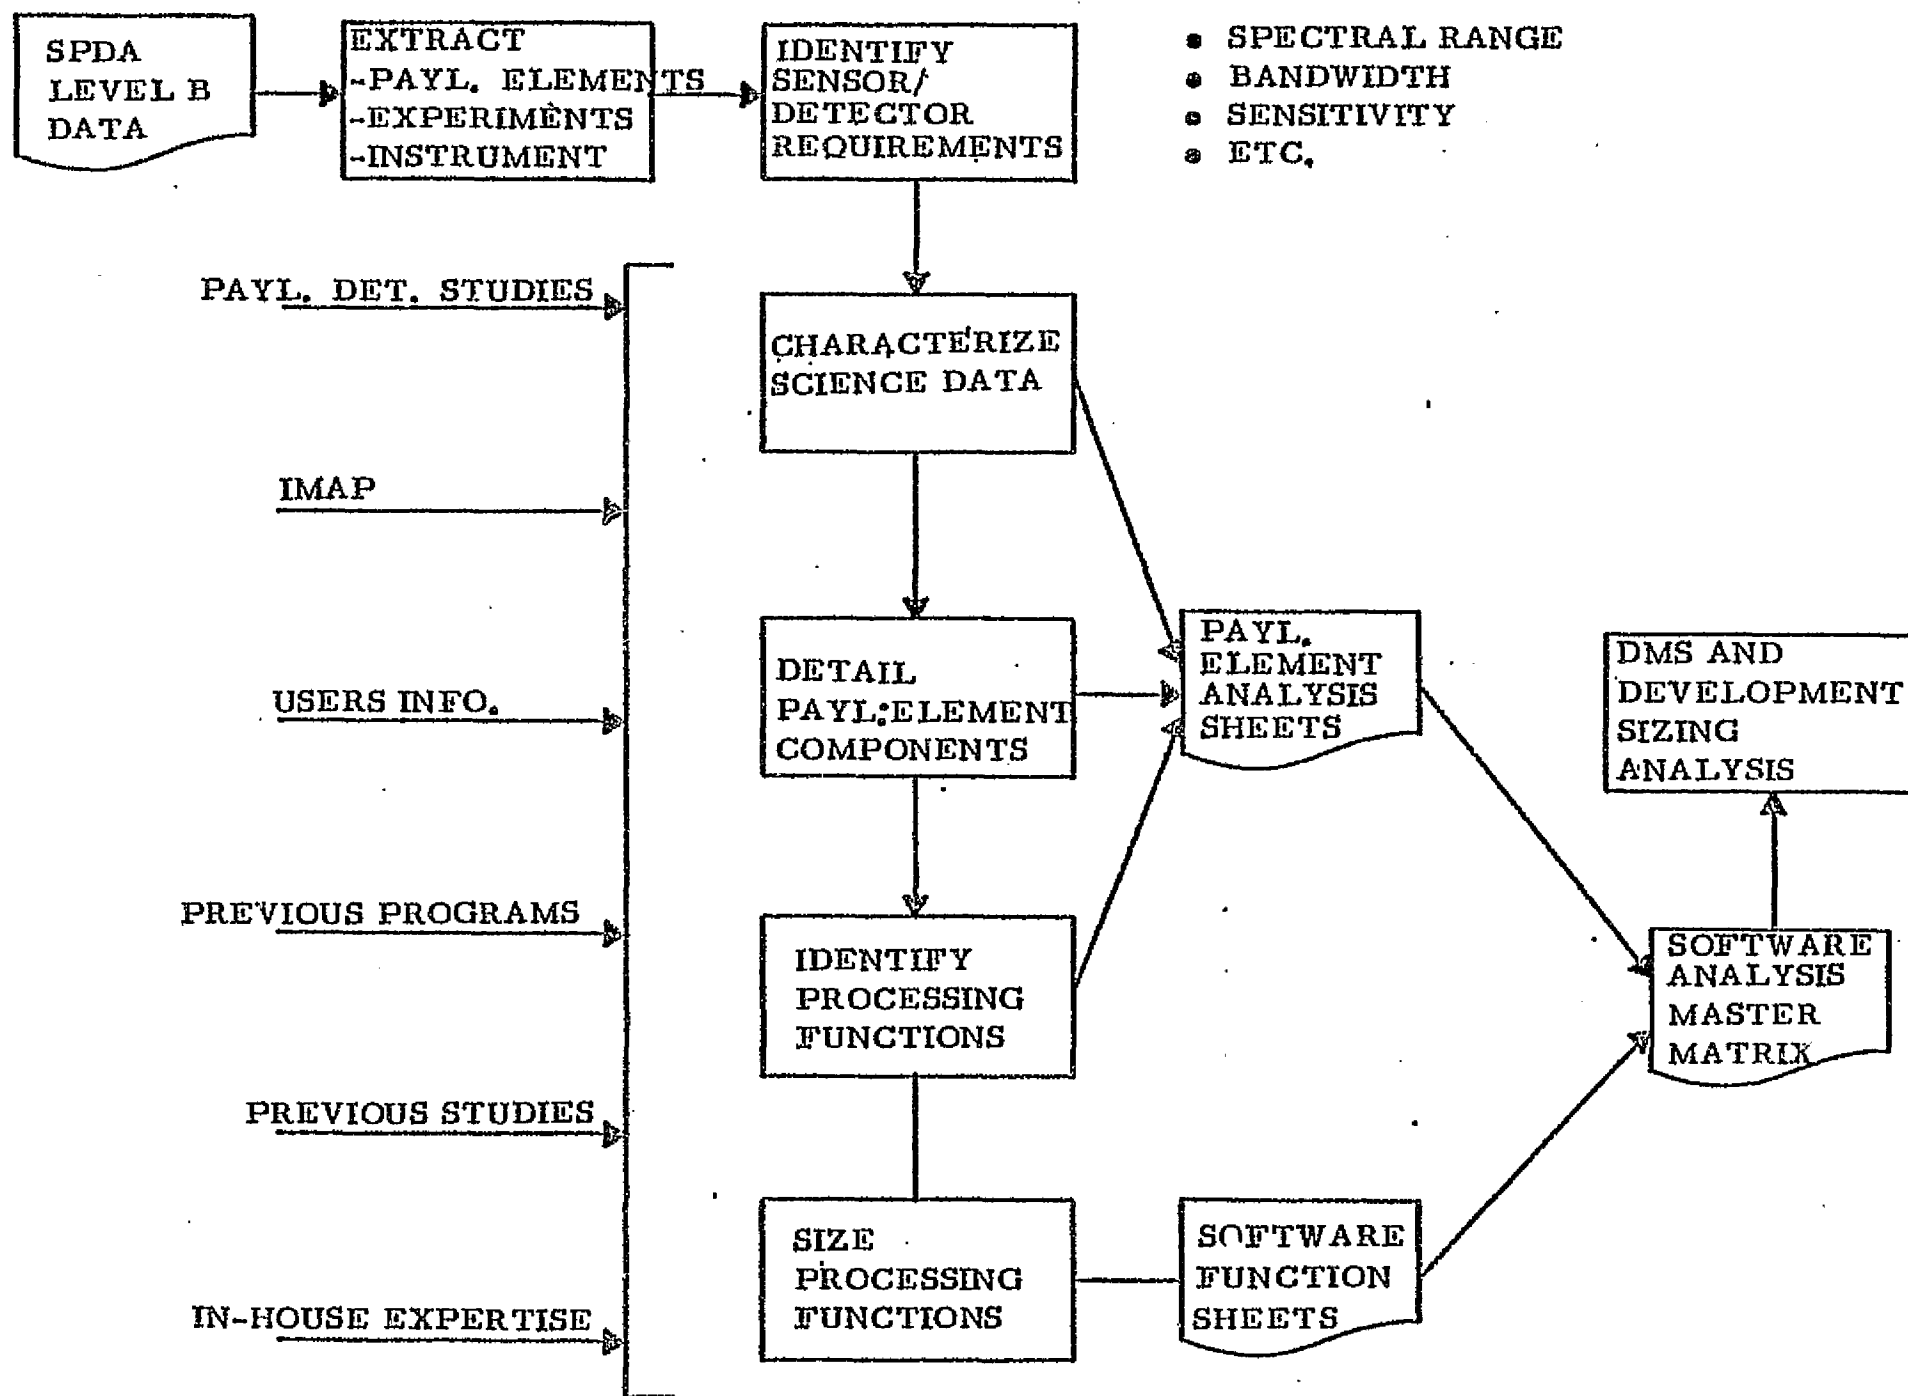 SPDA
LEVEL B
DATA
EXTRACT
-PAYL. ELEMENTS
-EXPERIMENTS
-INSTRUMENT
IDENTIFY
SENSOR/
DETECTOR
REQUIREMENTS
• SPECTRAL RANGE
• BANDWIDTH
• SENSITIVITY
• ETC.
PAYL. DET. STUDIES
IMAP
USERS INFO.
PREVIOUS PROGRAMS
PREVIOUS STUDIES
IN-HOUSE EXPERTISE
CHARACTERIZE
SCIENCE DATA
DETAIL
PAYL. ELEMENT
COMPONENTS
IDENTIFY
PROCESSING
FUNCTIONS
SIZE
PROCESSING
FUNCTIONS
PAYL.
ELEMENT
ANALYSIS
SHEETS
SOFTWARE
FUNCTION
SHEETS
DMS AND
DEVELOPMENT
SIZING
ANALYSIS
SOFTWARE
ANALYSIS
MASTER
MATRIX